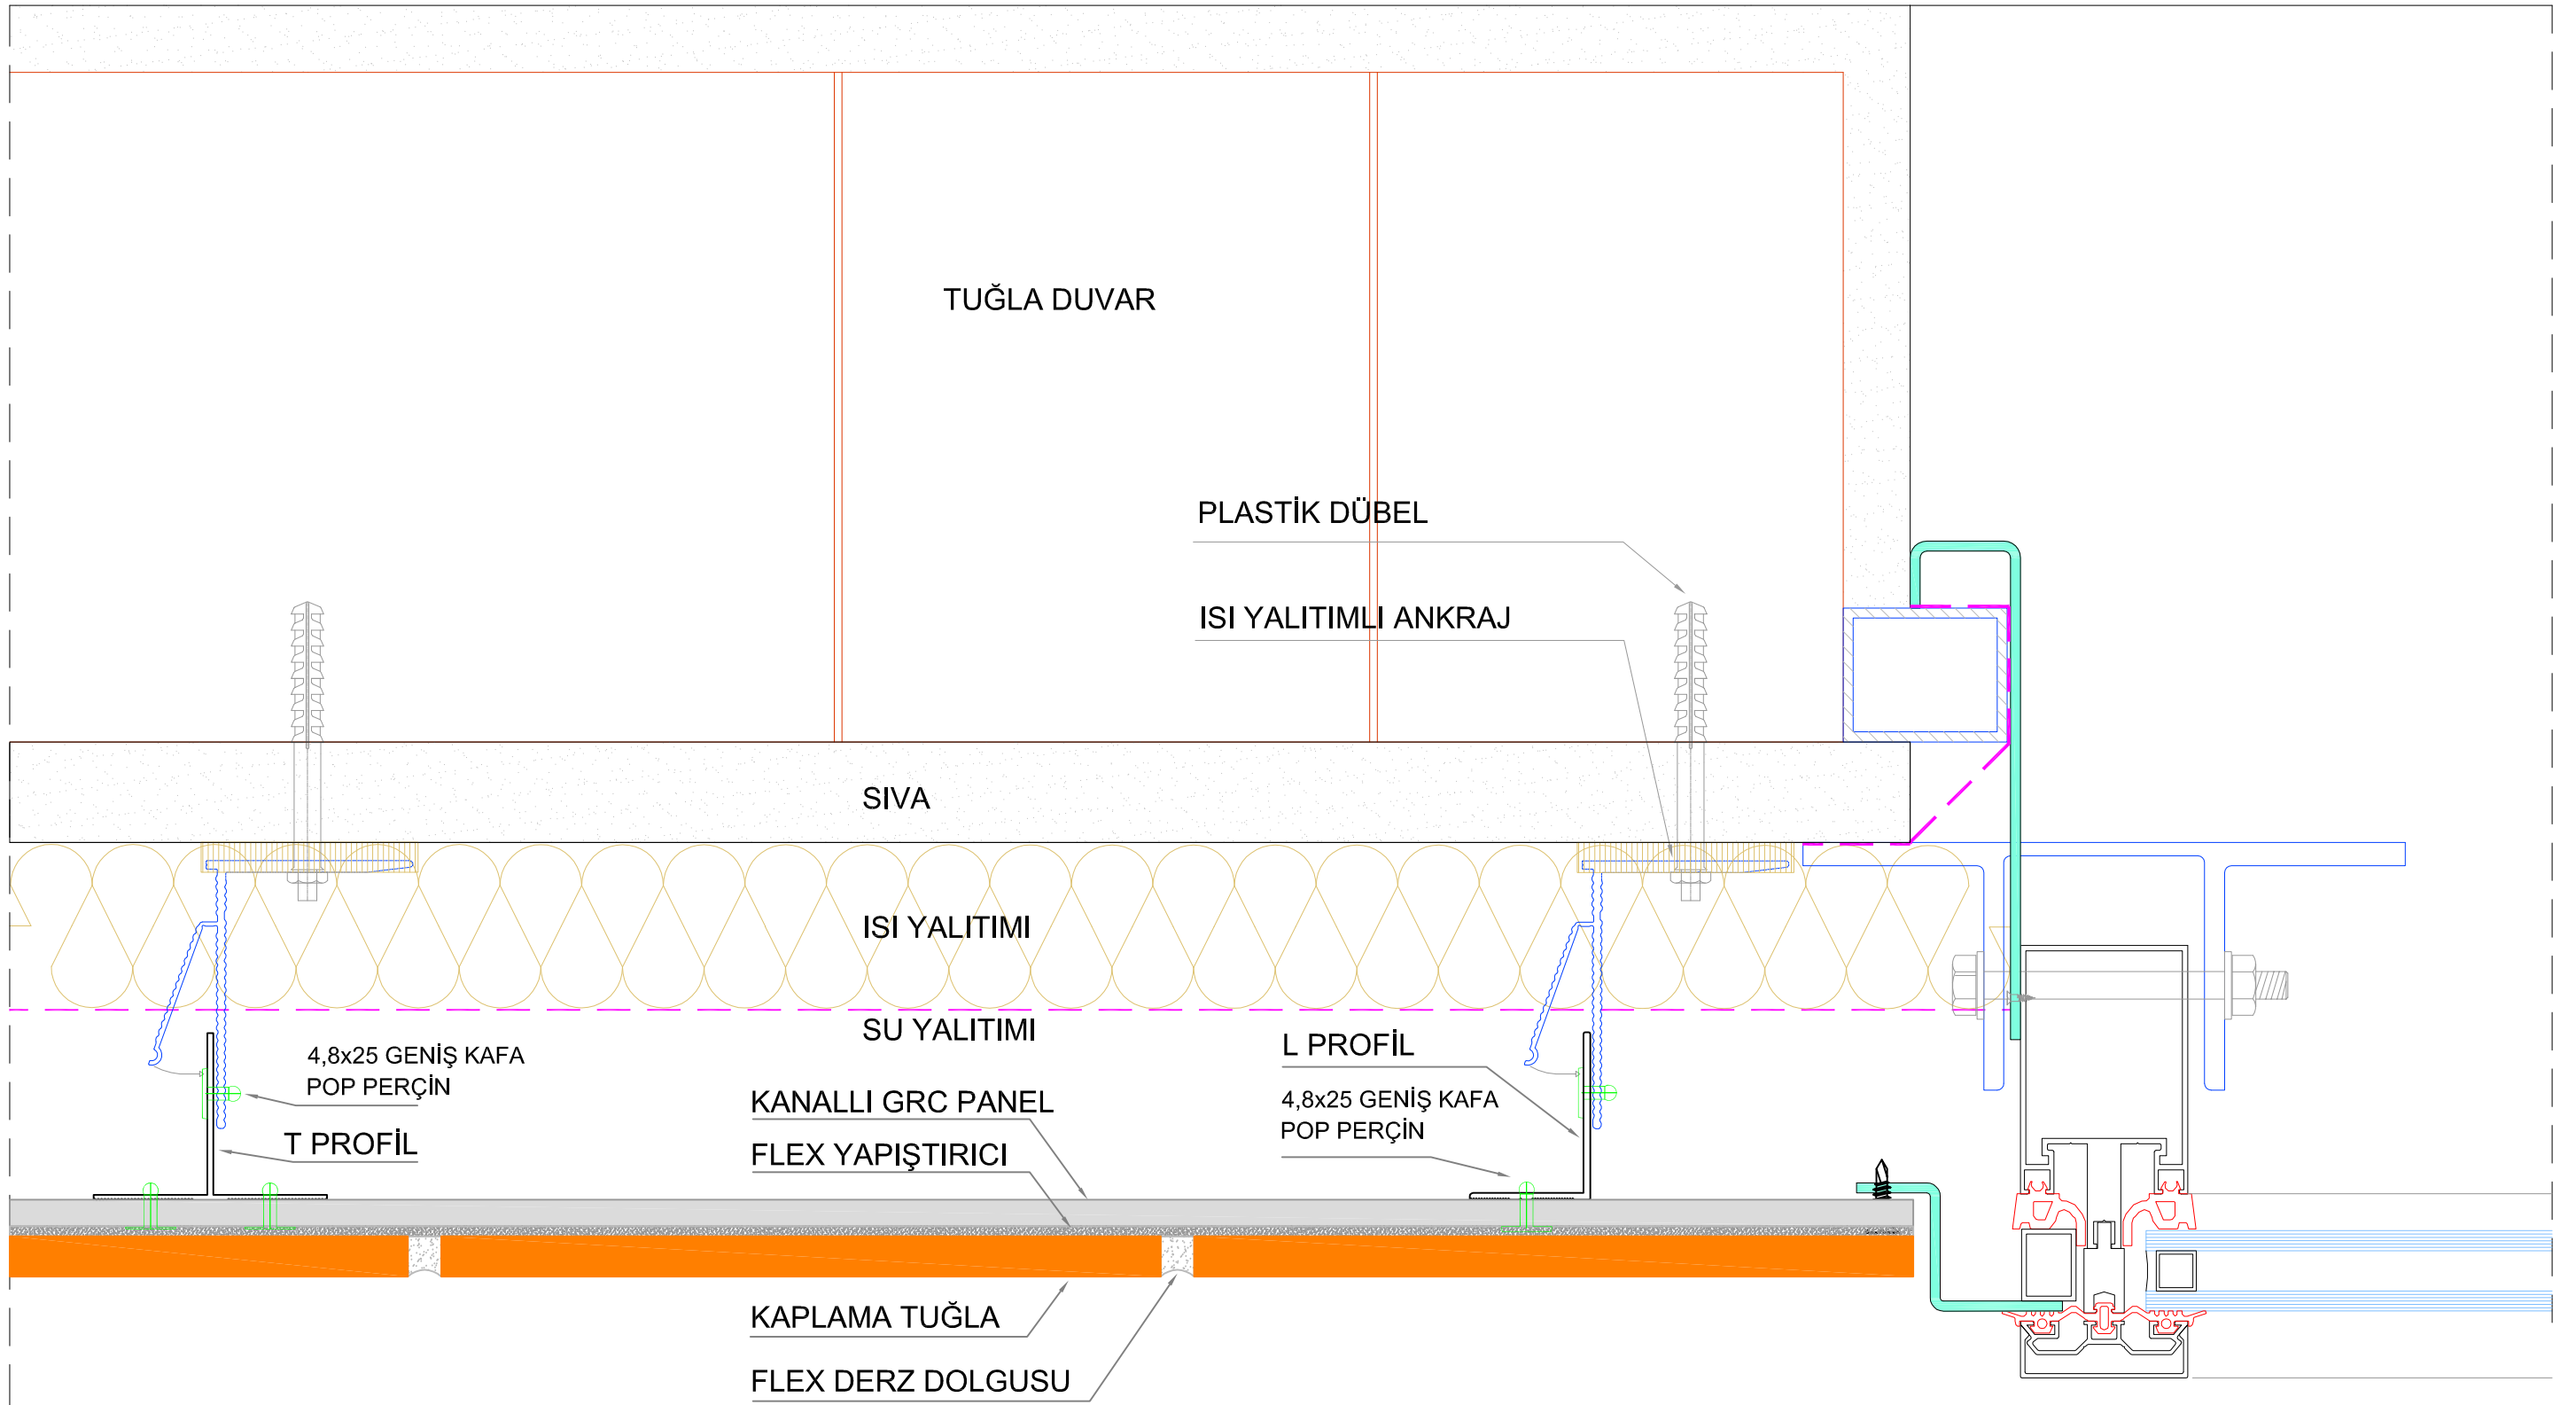 TUĞLA DUVAR
PLASTİK DÜBEL
ISI YALITIMLI ANKRAJ
SIVA
ISI YALITIMI
SU YALITIMI
4,8x25 GENİŞ KAFA
POP PERÇİN
T PROFİL
KANALLI GRC PANEL
FLEX YAPIŞTIRICI
L PROFİL
4,8x25 GENİŞ KAFA
POP PERÇİN
KAPLAMA TUĞLA
FLEX DERZ DOLGUSU